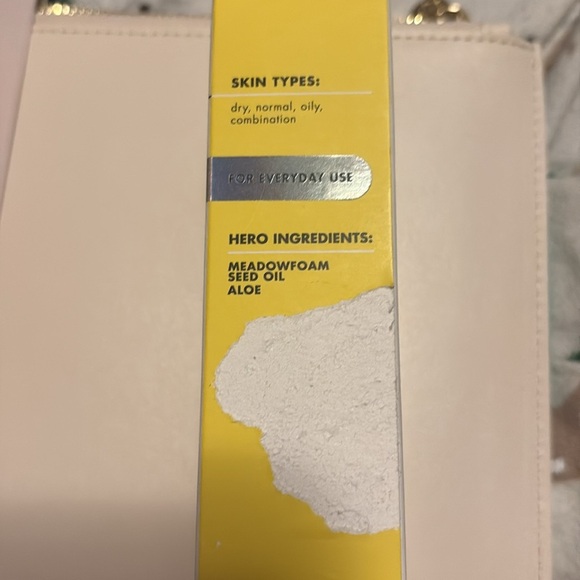 SKIN TYPES:
dry, normal, oily,
combination
FOR EVERYDAY USE
HERO INGREDIENTS:
MEADOWFOAM
SEED OIL
ALOE